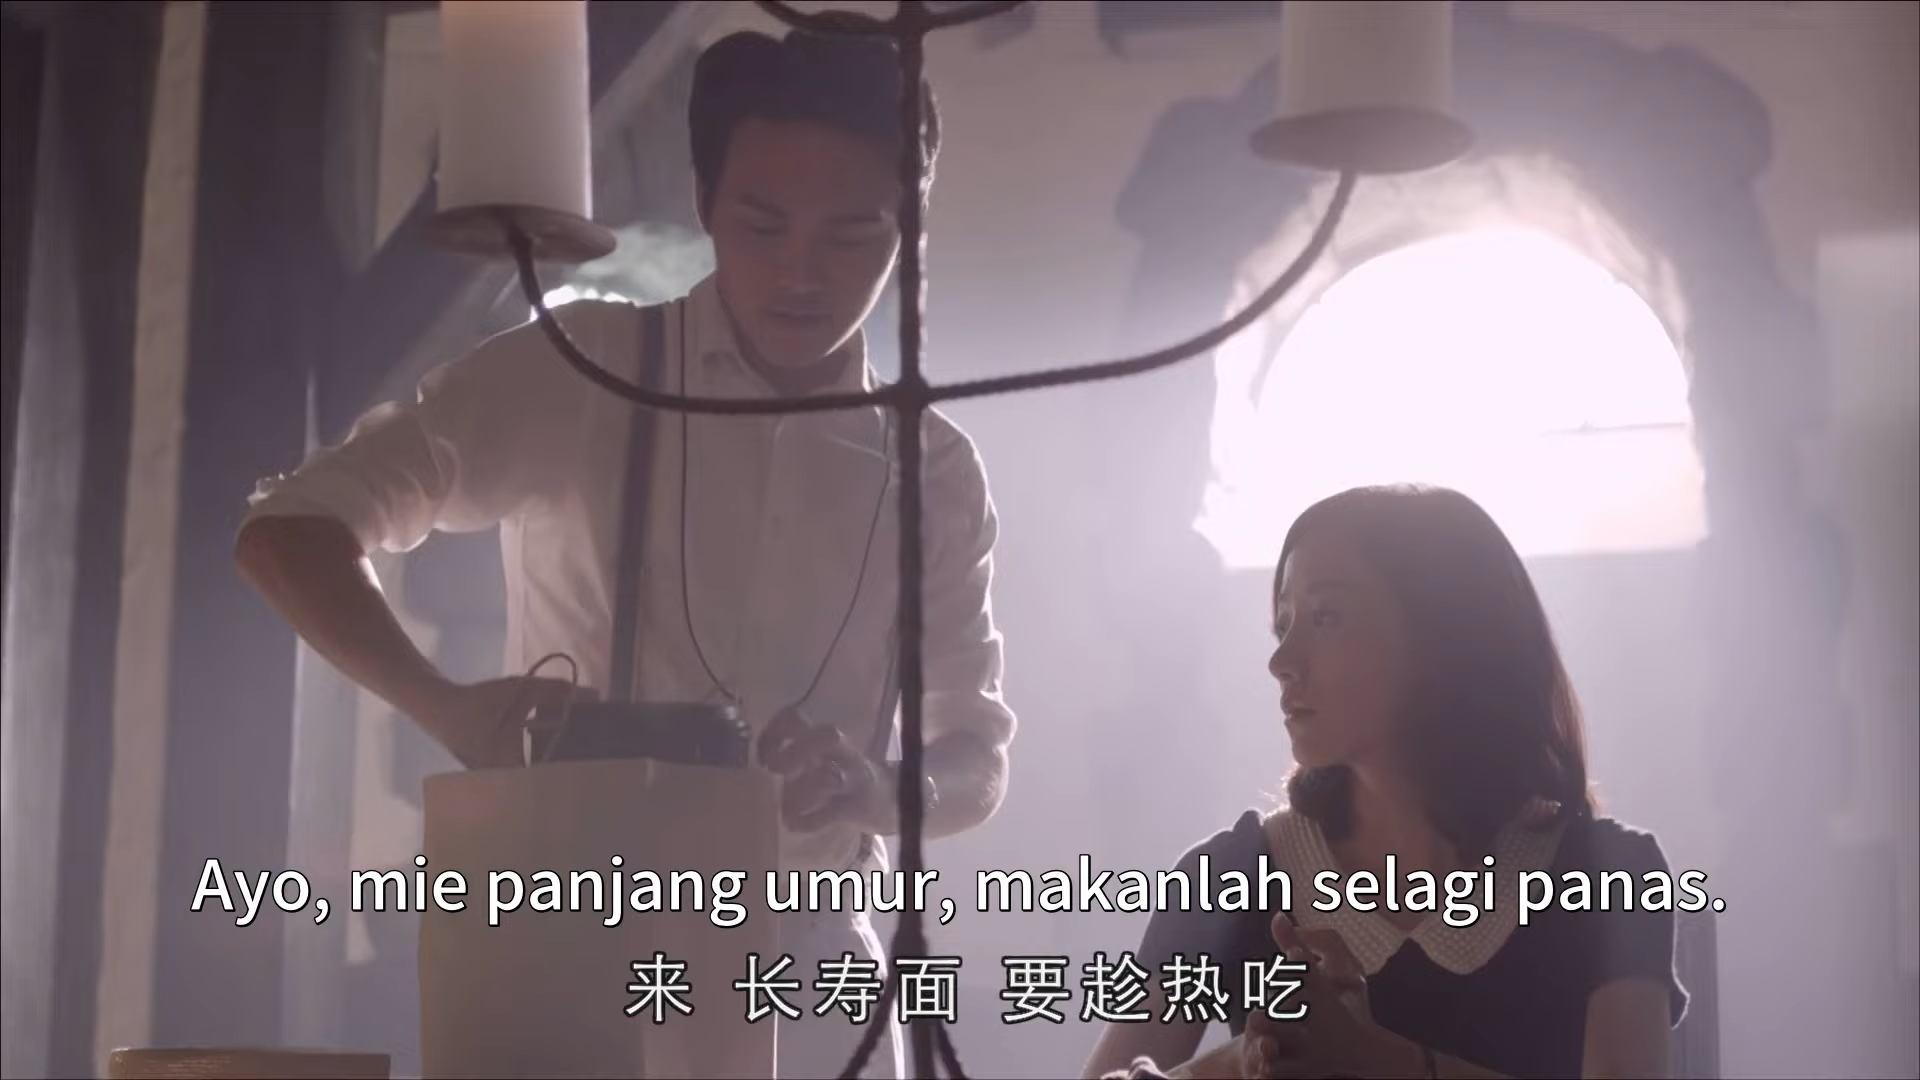 Ayo, mie panjang umur, makanlah selagi panas.
来 长寿面 要趁热吃